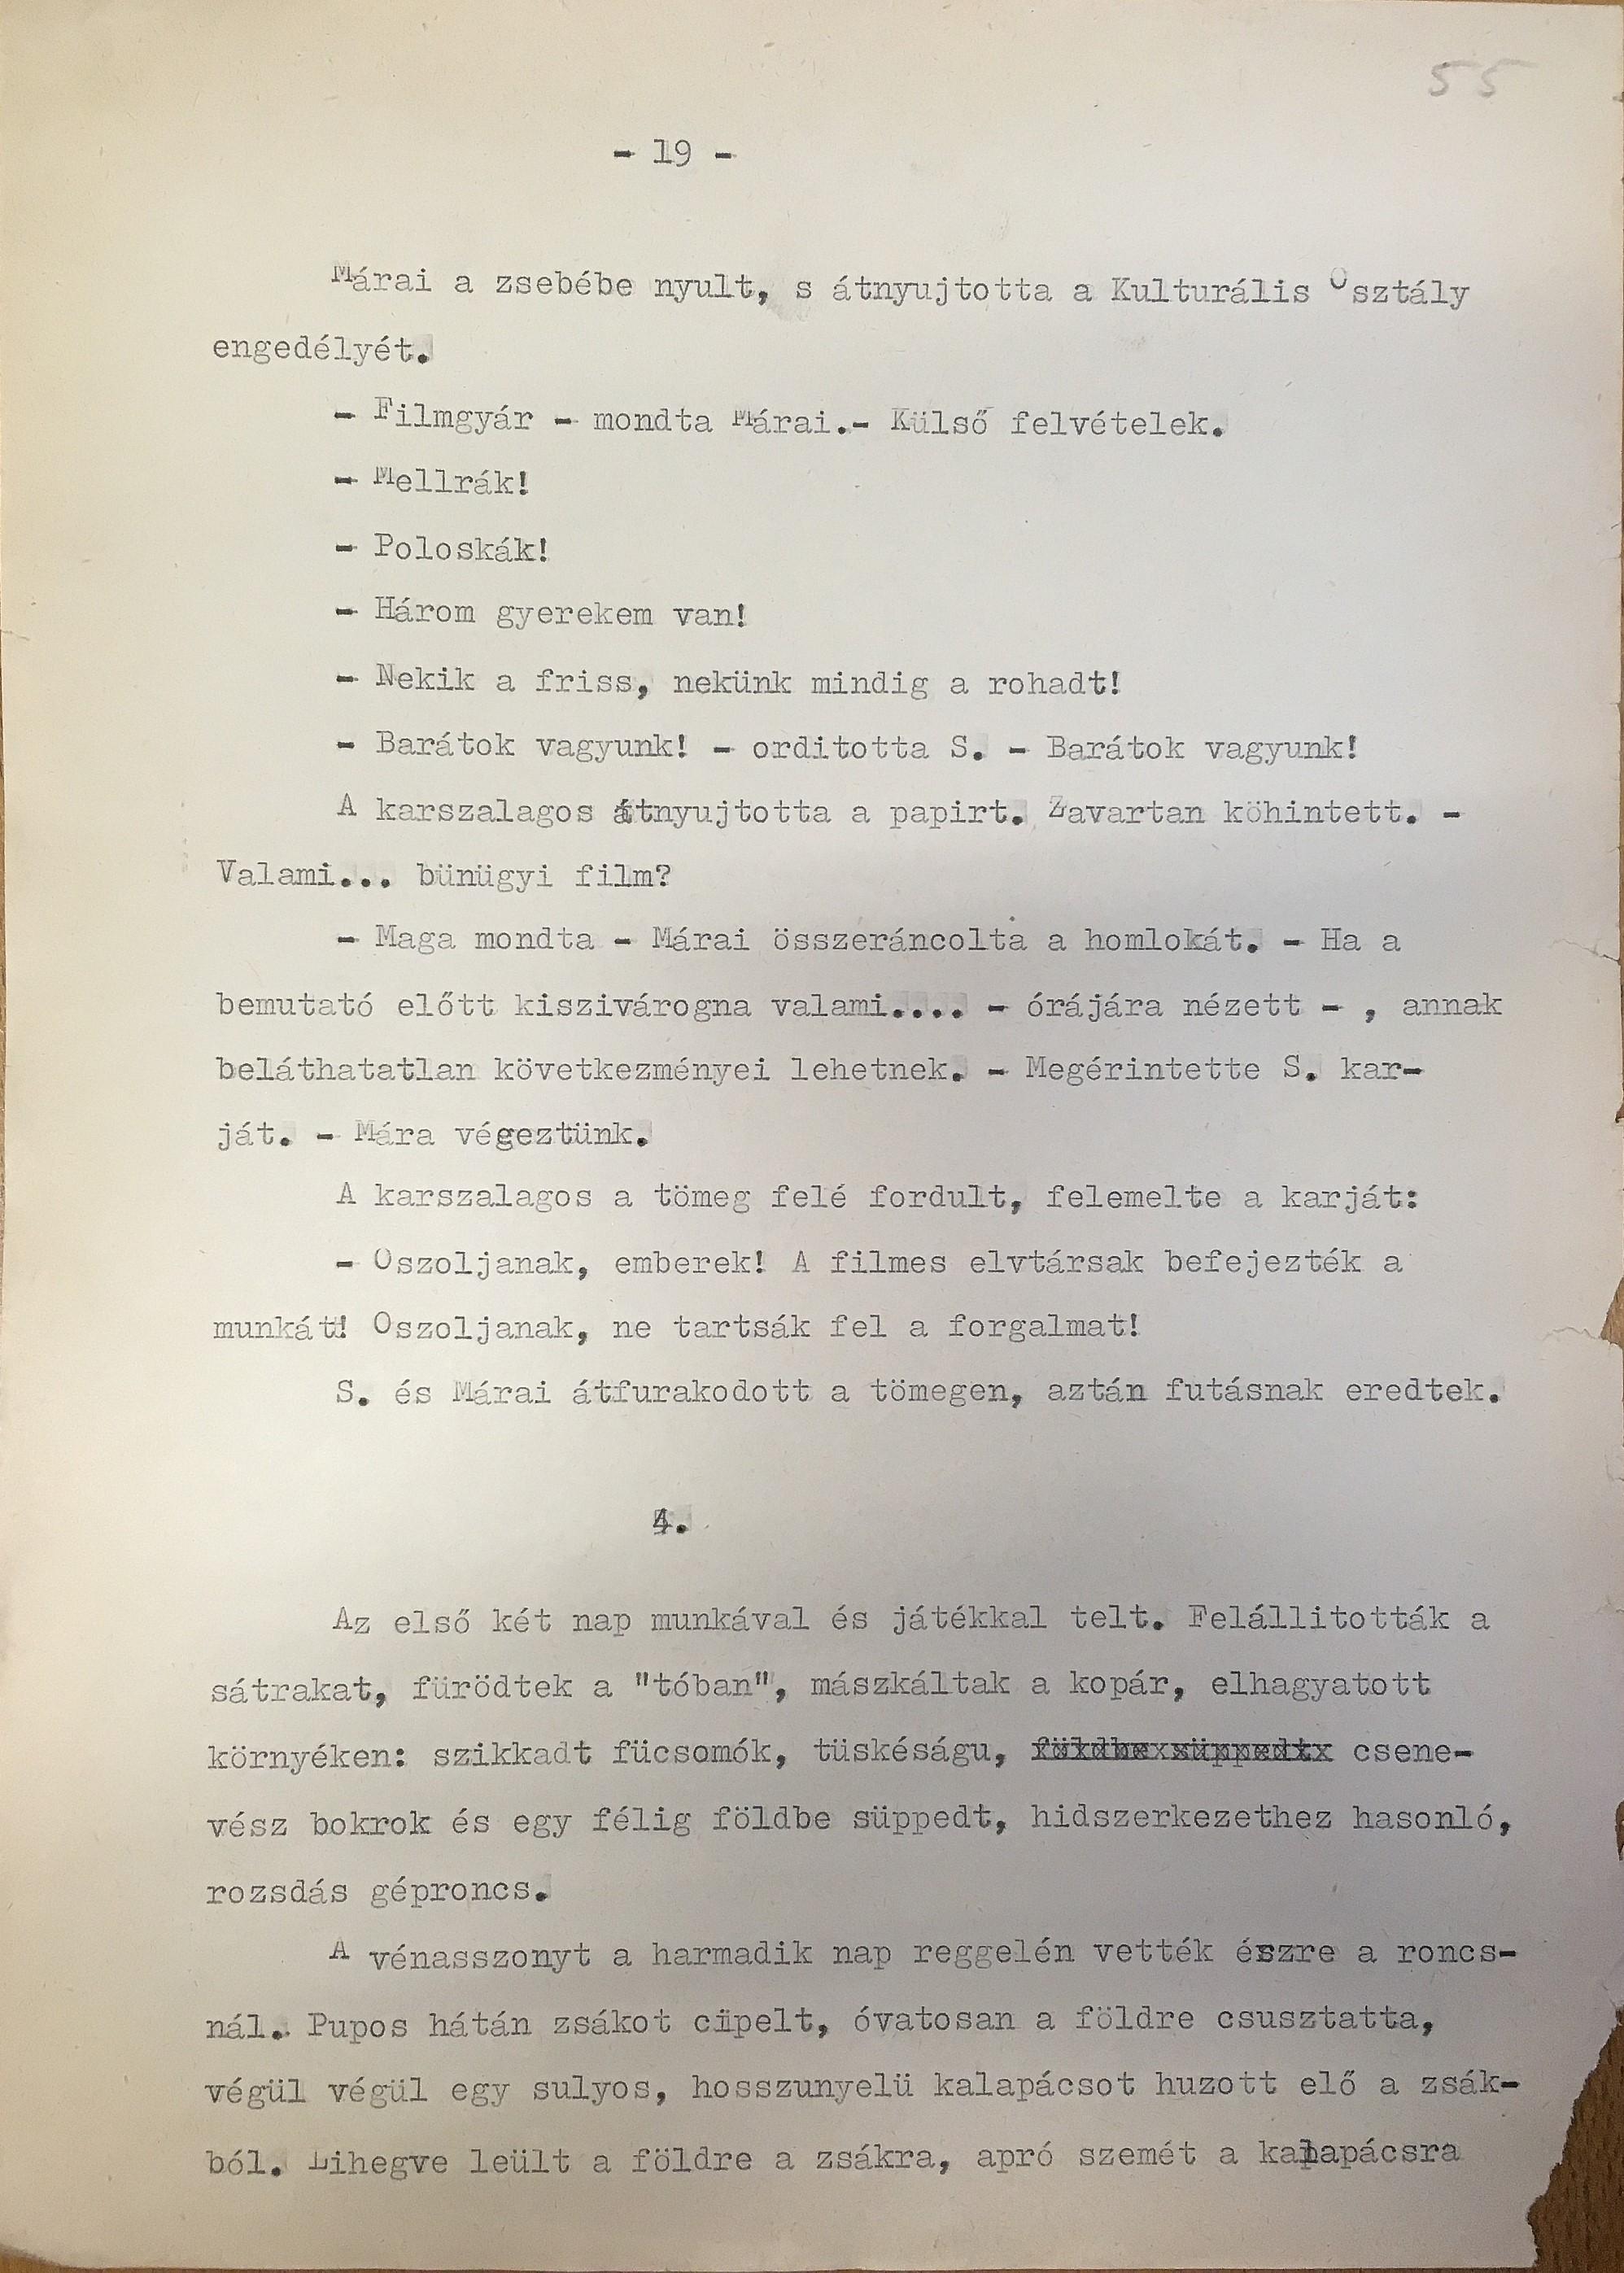 55
- 19 -
Márai a zsebébe nyult, s átnyujtotta a Kulturális Osztály
engedélyét.
- Filmgyár - mondta Márai.- Külső felvételek.
- Mellrák!
- Poloskák!
- Három gyerekem van!
- Nekik a friss, nekünk mindig a rohadt!
- Barátok vagyunk! - orditotta S. - Barátok vagyunk!
A karszalagos átnyujtotta a papirt. Zavartan köhintett. -
Valami... bünügyi film?
- Maga mondta - Márai összeráncolta a homlokát. - Ha a
bemutató előtt kiszivárogna valami.... - órájára nézett - , annak
beláthatatlan következményei lehetnek. - Megérintette S. kar-
ját. - Mára végeztünk.
A karszalagos a tömeg felé fordult, felemelte a karját:
- Oszoljanak, emberek! A filmes elvtársak befejezték a
munkát! Oszoljanak, ne tartsák fel a forgalmat!
S. és Márai átfurakodott a tömegen, aztán futásnak eredtek.
4.
Az első két nap munkával és játékkal telt. Felállitották a
sátrakat, fürödtek a "tóban", mászkáltak a kopár, elhagyatott
környéken: szikkadt fücsomók, tüskéságu, földbe süppedt csene-
vész bokrok és egy félig földbe süppedt, hidszerkezethez hasonló,
rozsdás géproncs.
A vénasszonyt a harmadik nap reggelén vették észre a roncs-
nál. Pupos hátán zsákot cipelt, óvatosan a földre csusztatta,
végül végül egy sulyos, hosszunyelü kalapácsot huzott elő a zsák-
ból. Lihegve leült a földre a zsákra, apró szemét a kalapácsra